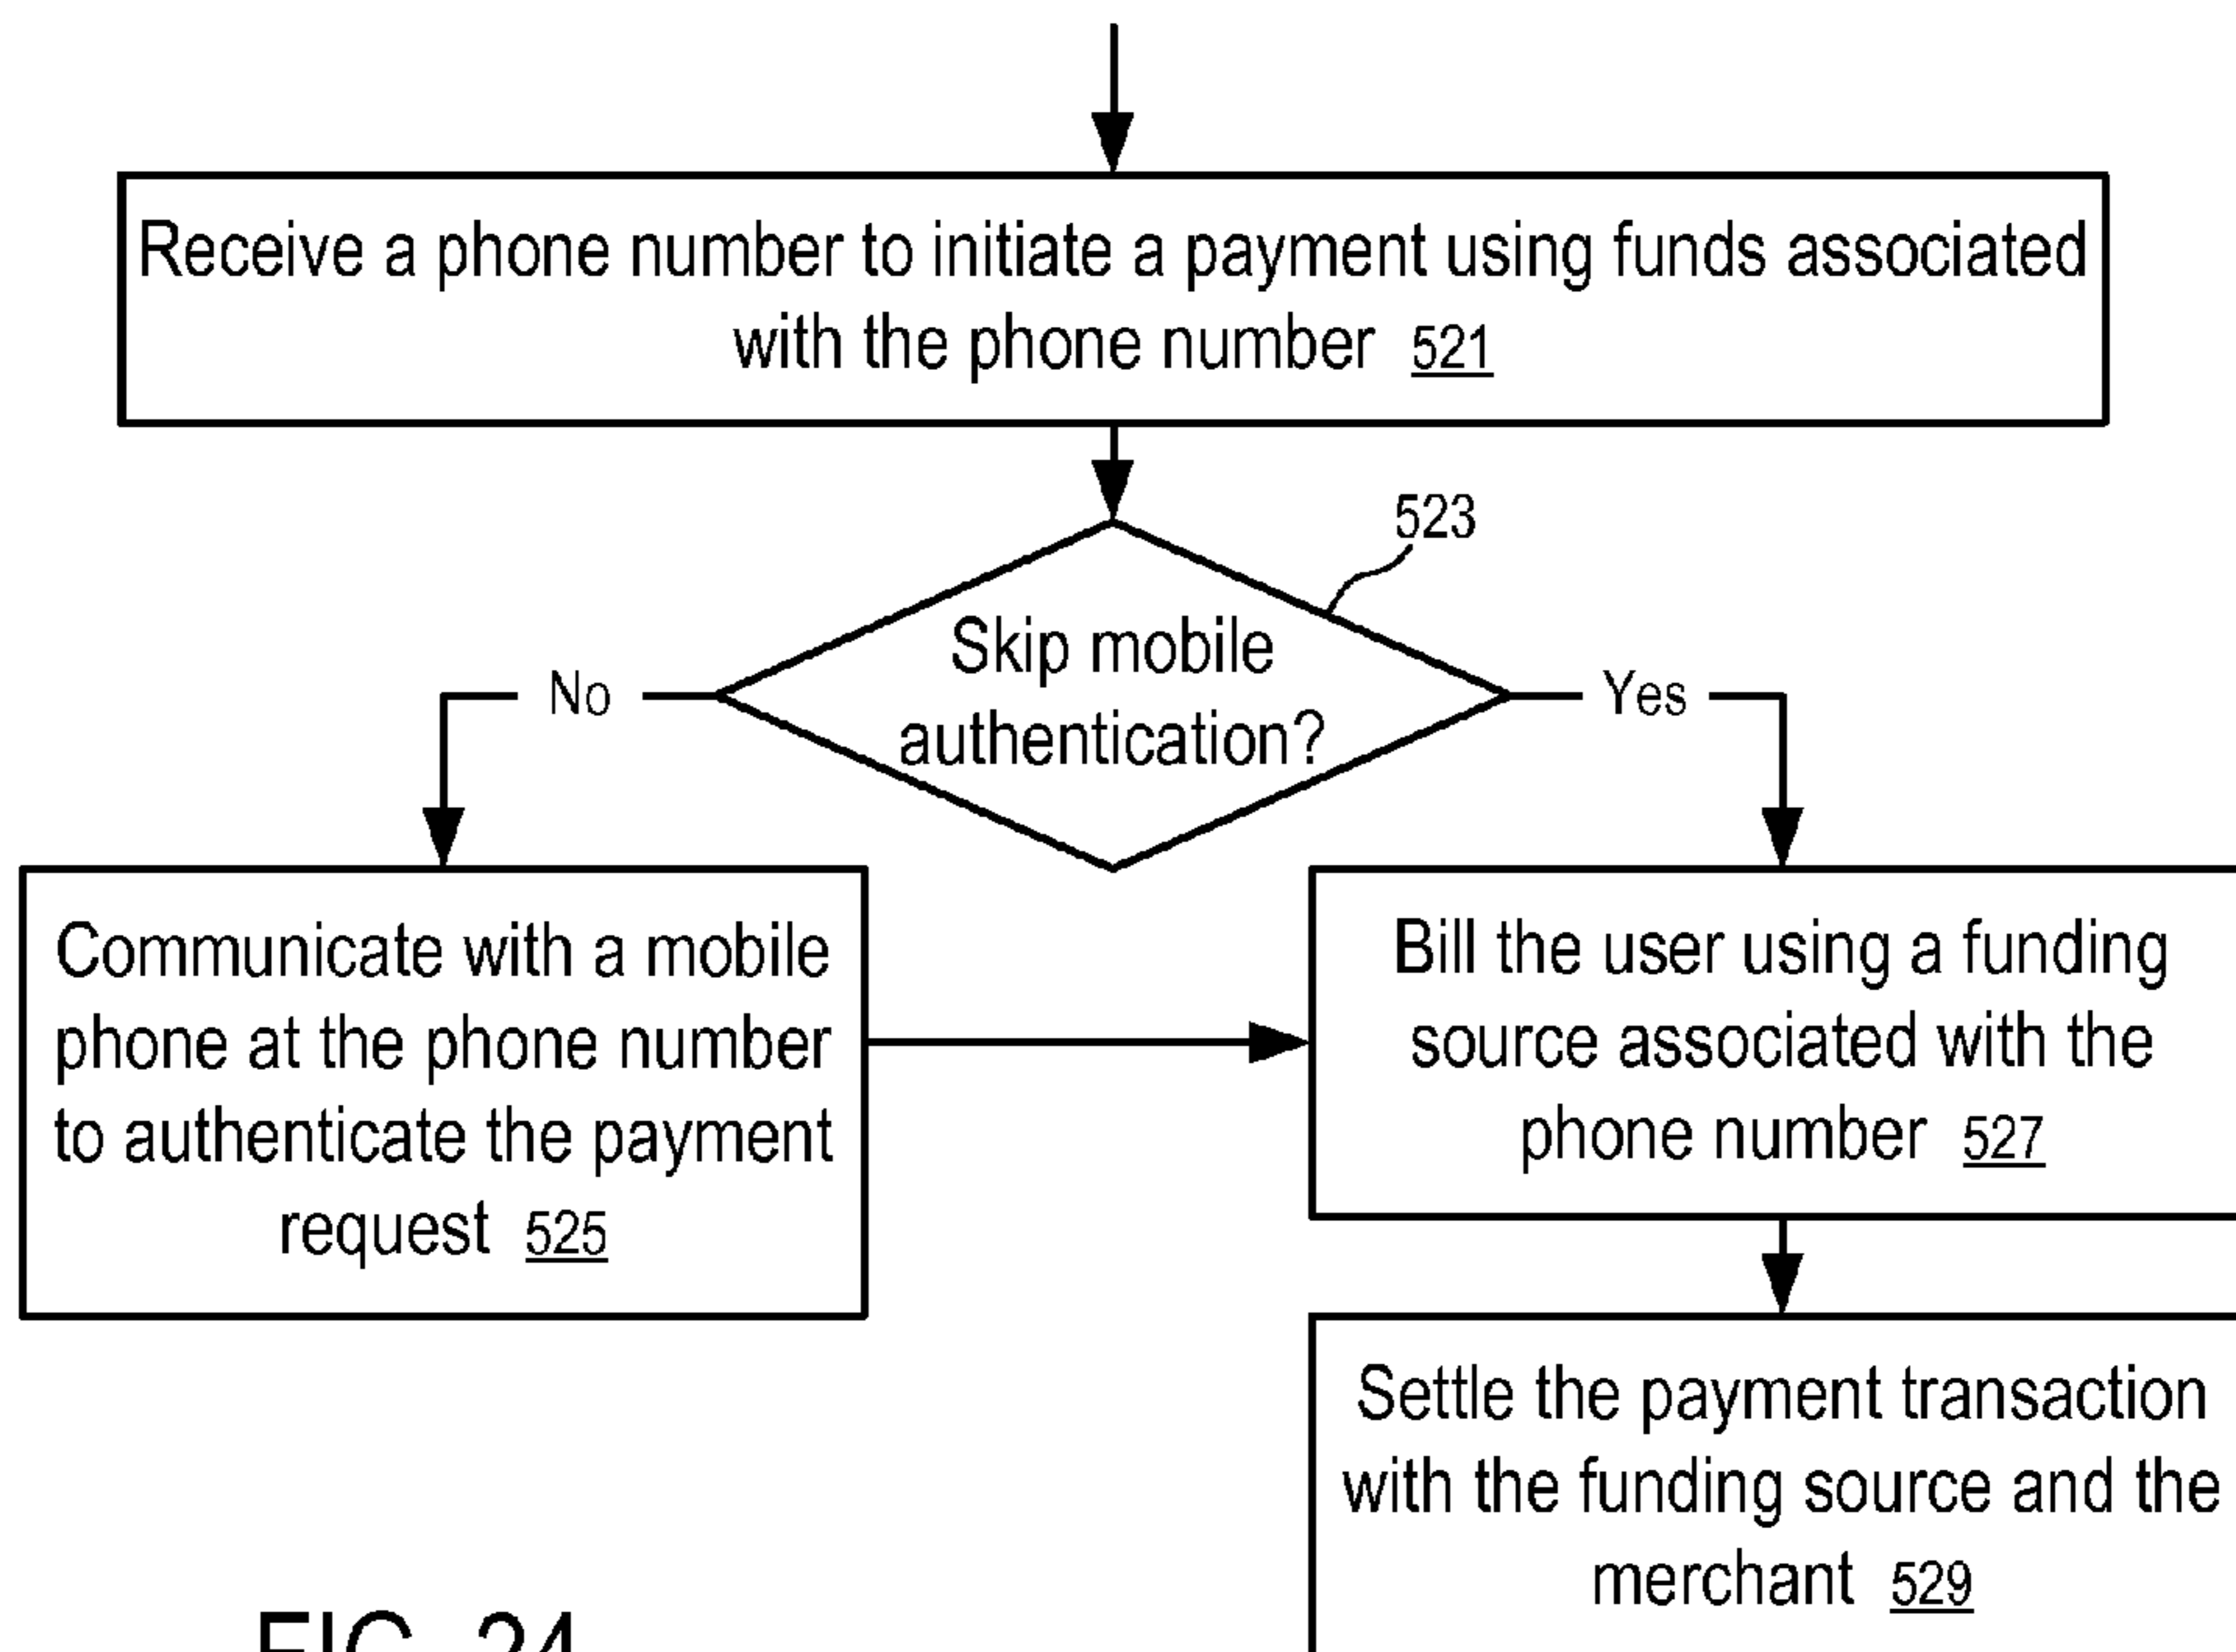 Receive a phone number to initiate a payment using funds associated
with the phone number 521
523
Skip mobile
authentication?
No
Yes
Communicate with a mobile
phone at the phone number
to authenticate the payment
request 525
Bill the user using a funding
source associated with the
phone number 527
Settle the payment transaction
with the funding source and the
merchant 529
FIG. 24